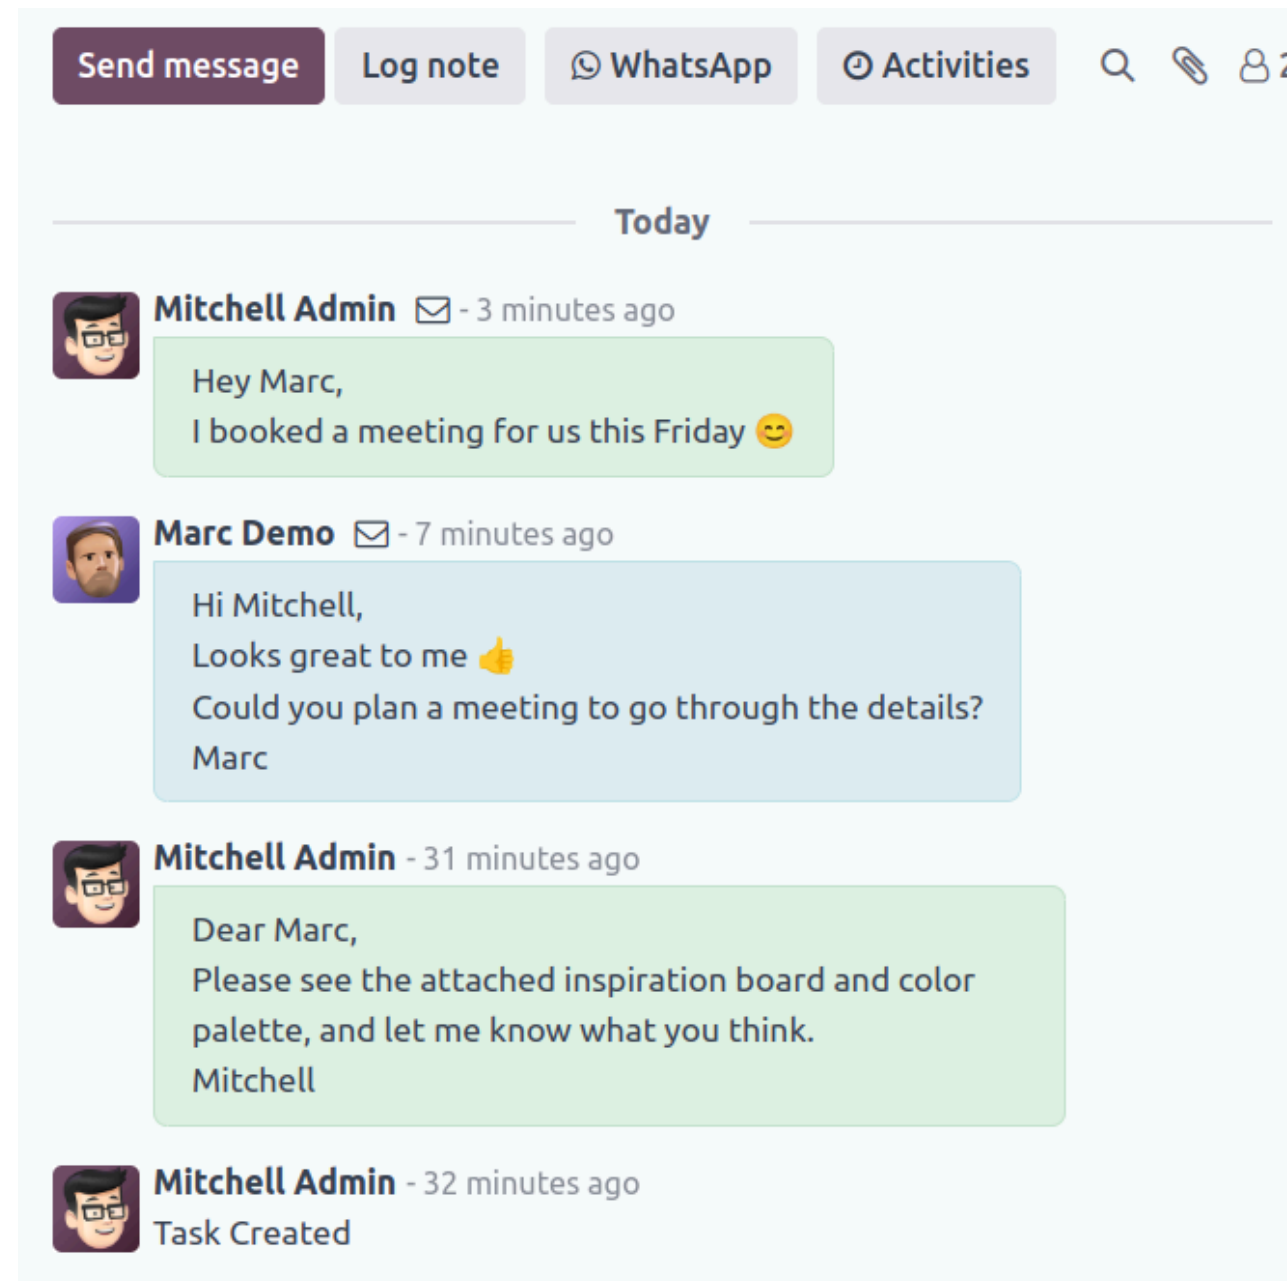 Send message Log note WhatsApp Activities 2
Today
Mitchell Admin - 3 minutes ago
Hey Marc,
I booked a meeting for us this Friday 😊
Marc Demo - 7 minutes ago
Hi Mitchell,
Looks great to me 👍
Could you plan a meeting to go through the details?
Marc
Mitchell Admin - 31 minutes ago
Dear Marc,
Please see the attached inspiration board and color
palette, and let me know what you think.
Mitchell
Mitchell Admin - 32 minutes ago
Task Created